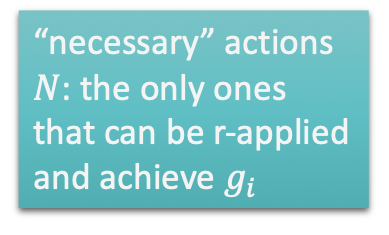 “necessary” actions
𝑁: the only ones
that can be r-applied
and achieve 𝑔ᵢ